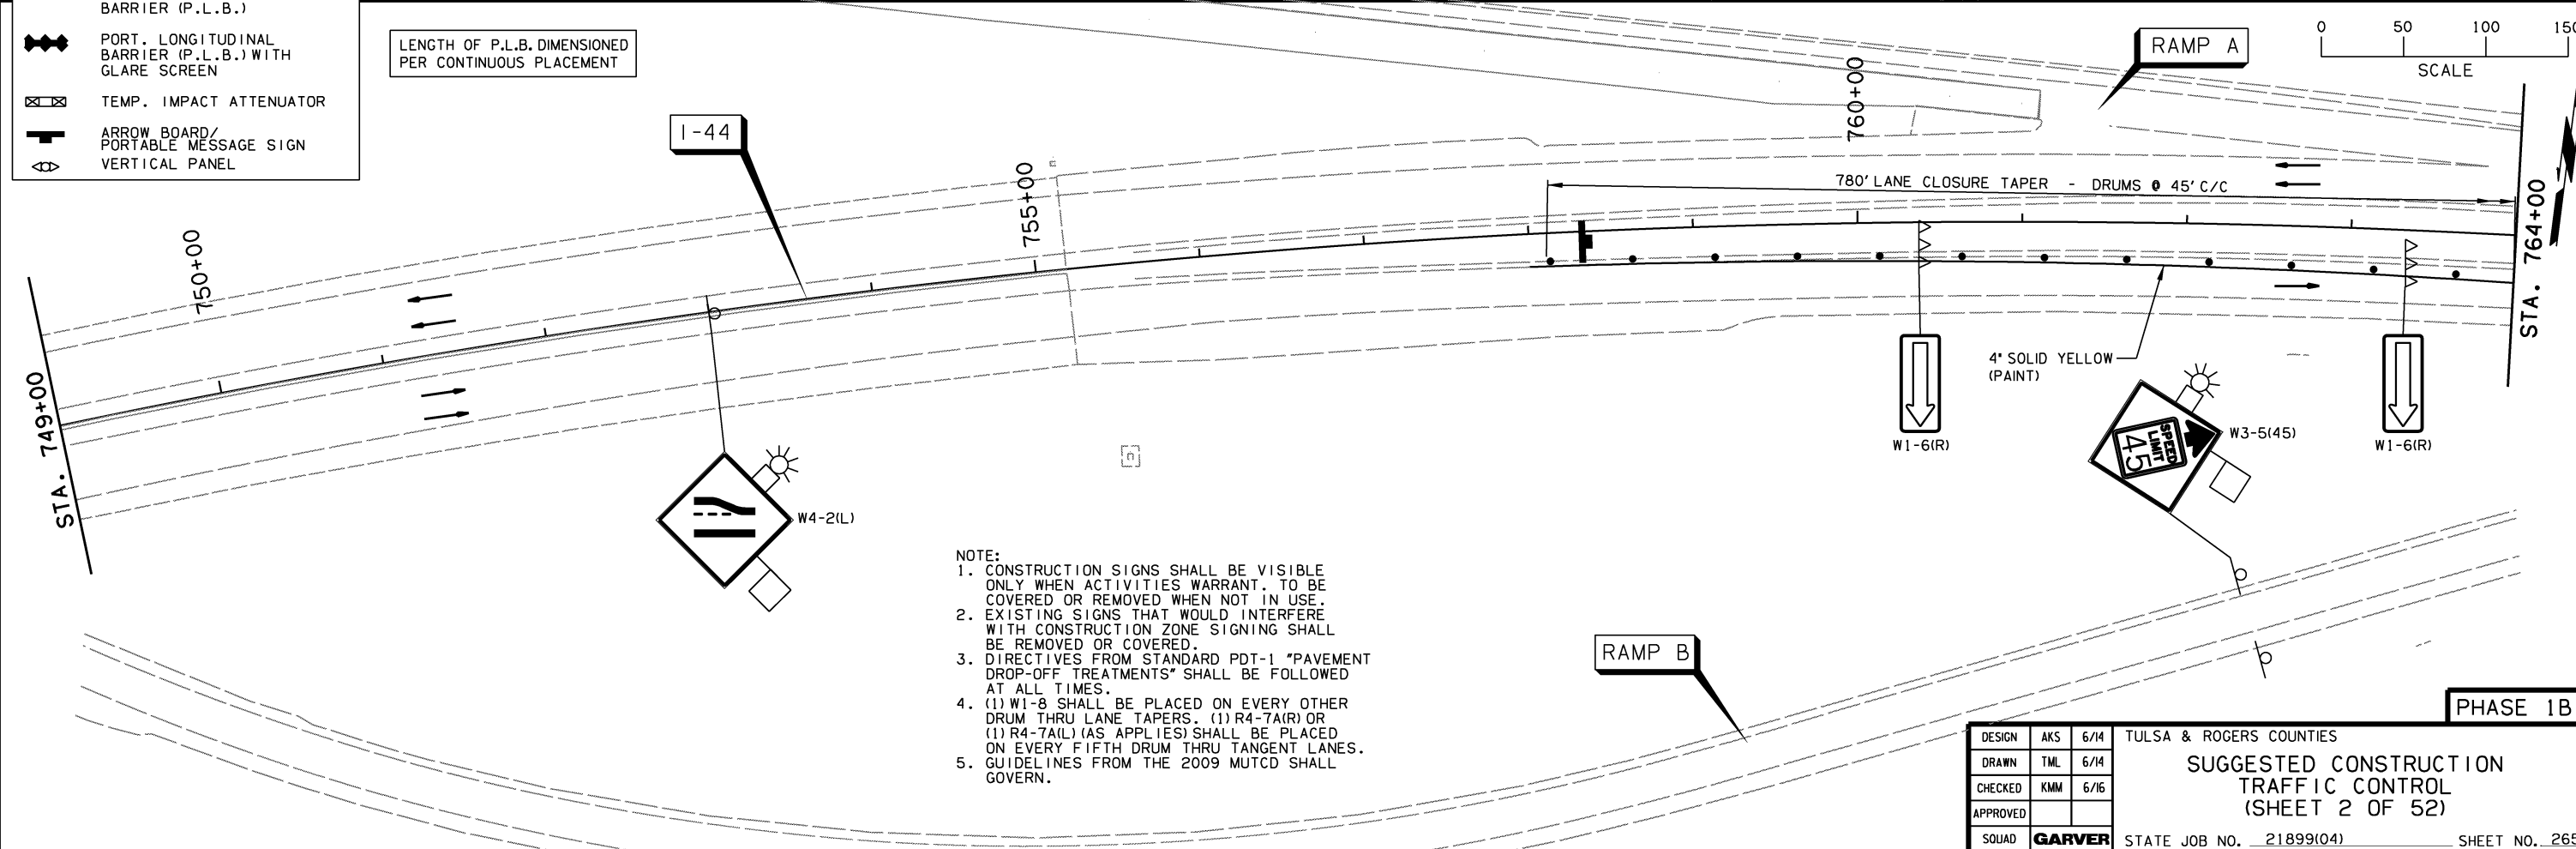 BARRIER (P.L.B.)
PORT. LONGITUDINAL
BARRIER (P.L.B.) WITH
GLARE SCREEN
TEMP. IMPACT ATTENUATOR
ARROW BOARD/
PORTABLE MESSAGE SIGN
VERTICAL PANEL
LENGTH OF P.L.B. DIMENSIONED
PER CONTINUOUS PLACEMENT
I-44
RAMP A
0 50 100 150
SCALE
STA. 749+00
750+00
755+00
760+00
STA. 764+00
780' LANE CLOSURE TAPER - DRUMS @ 45' C/C
4" SOLID YELLOW
(PAINT)
W1-6(R)
W1-6(R)
SPEED
LIMIT
45
W3-5(45)
W4-2(L)
NOTE:
1. CONSTRUCTION SIGNS SHALL BE VISIBLE
ONLY WHEN ACTIVITIES WARRANT. TO BE
COVERED OR REMOVED WHEN NOT IN USE.
2. EXISTING SIGNS THAT WOULD INTERFERE
WITH CONSTRUCTION ZONE SIGNING SHALL
BE REMOVED OR COVERED.
3. DIRECTIVES FROM STANDARD PDT-1 "PAVEMENT
DROP-OFF TREATMENTS" SHALL BE FOLLOWED
AT ALL TIMES.
4. (1) W1-8 SHALL BE PLACED ON EVERY OTHER
DRUM THRU LANE TAPERS. (1) R4-7A(R) OR
(1) R4-7A(L) (AS APPLIES) SHALL BE PLACED
ON EVERY FIFTH DRUM THRU TANGENT LANES.
5. GUIDELINES FROM THE 2009 MUTCD SHALL
GOVERN.
RAMP B
PHASE 1B
DESIGN AKS 6/14
DRAWN TML 6/14
CHECKED KMM 6/16
APPROVED
SQUAD GARVER
TULSA & ROGERS COUNTIES
SUGGESTED CONSTRUCTION
TRAFFIC CONTROL
(SHEET 2 OF 52)
STATE JOB NO. 21899(04) SHEET NO. 265